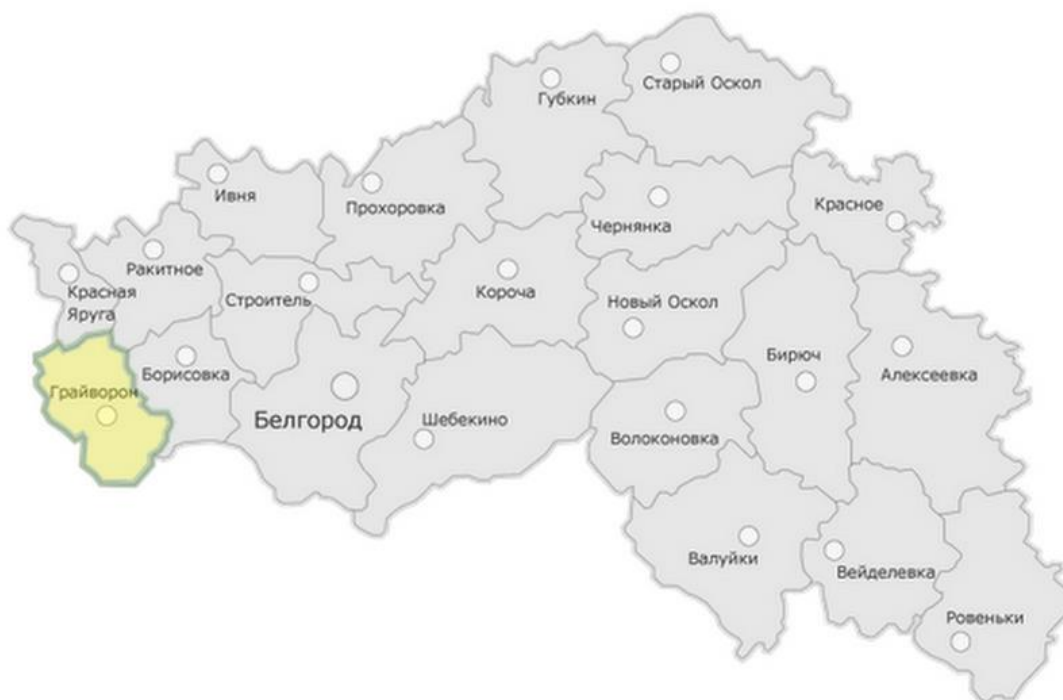 Старый Оскол
Губкин
Ивня
Прохоровка
Чернянка
Красное
Ракитное
Красная
Яруга
Строитель
Короча
Новый Оскол
Бирюч
Алексеевка
Грайворон
Борисовка
Белгород
Шебекино
Волоконовка
Валуйки
Вейделевка
Ровеньки